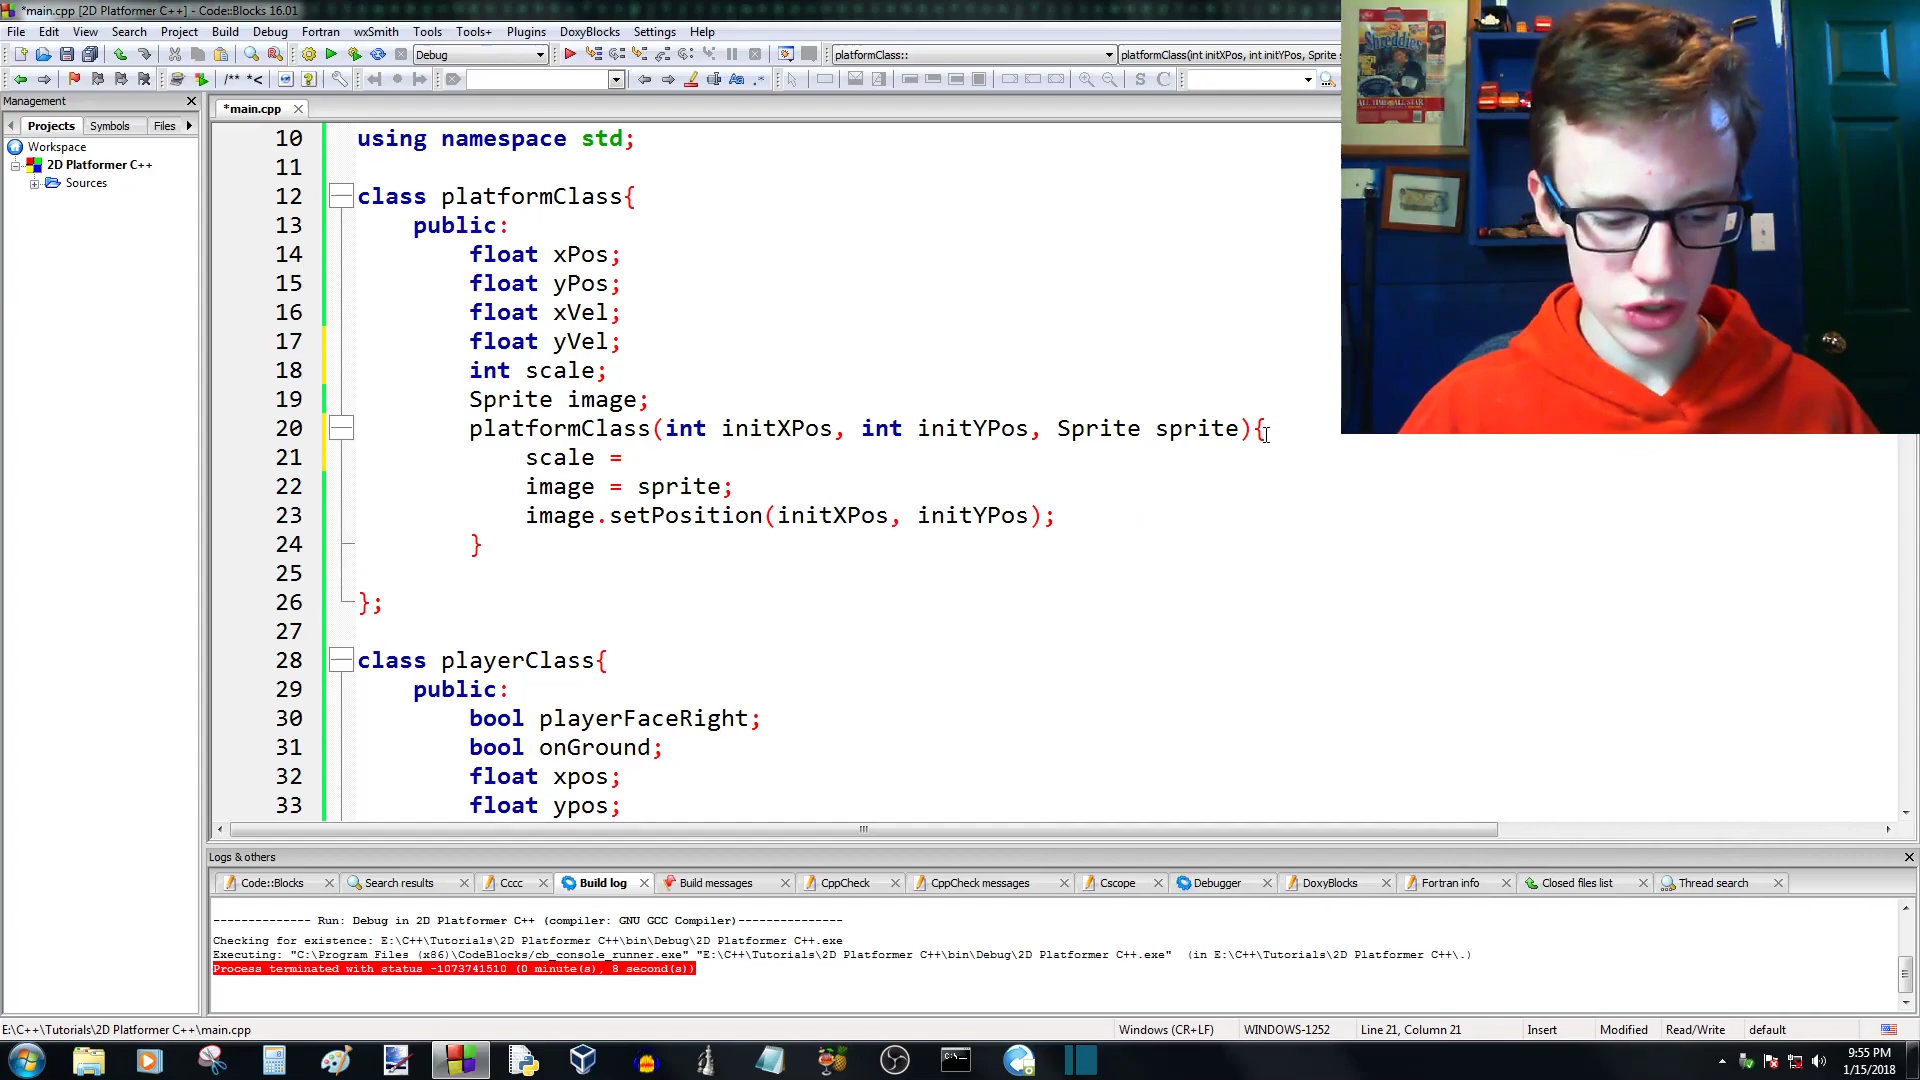 *main.cpp [2D Platformer C++] - Code::Blocks 16.01
File Edit View Search Project Build Debug Fortran wxSmith Tools Tools+ Plugins DoxyBlocks Settings Help
Debug platformClass:: platformClass(int initXPos, int initYPos, Sprite s
/** *<
Management
*main.cpp
Projects Symbols Files
Workspace
2D Platformer C++
Sources
10 using namespace std;
11
12 class platformClass{
13 public:
14 float xPos;
15 float yPos;
16 float xVel;
17 float yVel;
18 int scale;
19 Sprite image;
20 platformClass(int initXPos, int initYPos, Sprite sprite){
21 scale =
22 image = sprite;
23 image.setPosition(initXPos, initYPos);
24 }
25
26 };
27
28 class playerClass{
29 public:
30 bool playerFaceRight;
31 bool onGround;
32 float xpos;
33 float ypos;
Shreddies
ALL TIME ALL STAR
Logs & others
Code::Blocks Search results Cccc Build log Build messages CppCheck CppCheck messages Cscope Debugger DoxyBlocks Fortran info Closed files list Thread search
-------------- Run: Debug in 2D Platformer C++ (compiler: GNU GCC Compiler)---------------
Checking for existence: E:\C++\Tutorials\2D Platformer C++\bin\Debug\2D Platformer C++.exe
Executing: "C:\Program Files (x86)\CodeBlocks/cb_console_runner.exe" "E:\C++\Tutorials\2D Platformer C++\bin\Debug\2D Platformer C++.exe"  (in E:\C++\Tutorials\2D Platformer C++\.)
Process terminated with status -1073741510 (0 minute(s), 8 second(s))
E:\C++\Tutorials\2D Platformer C++\main.cpp Windows (CR+LF) WINDOWS-1252 Line 21, Column 21 Insert Modified Read/Write default
9:55 PM
1/15/2018